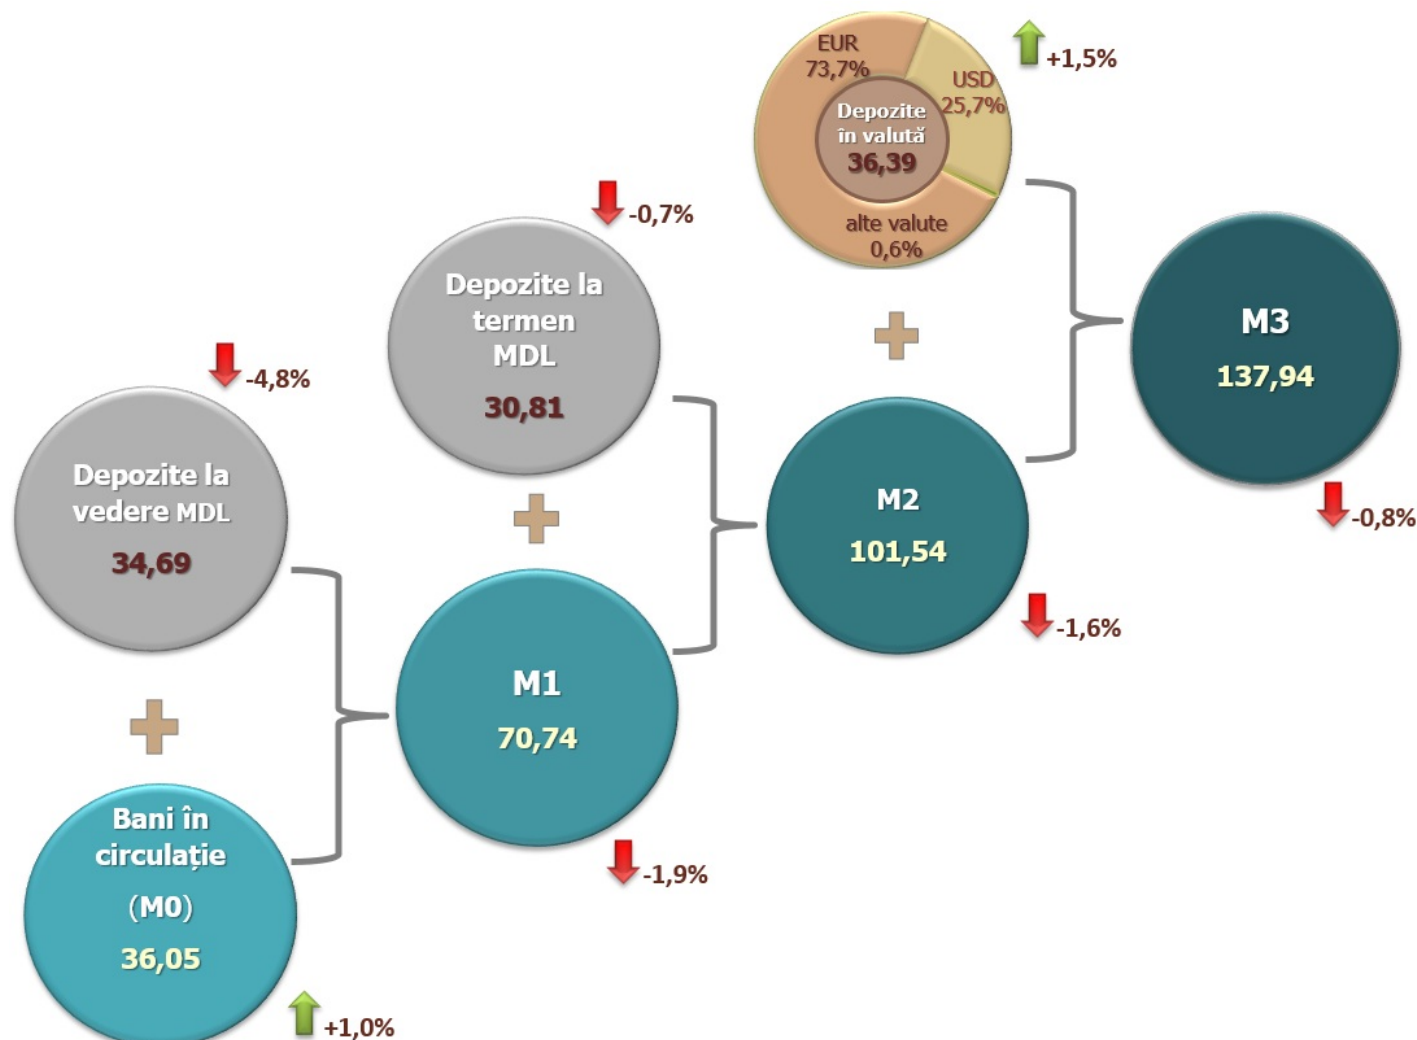 EUR
73,7%
USD
25,7%
Depozite
în valută
36,39
alte valute
0,6%
+1,5%
-0,7%
Depozite la
termen
MDL
30,81
M3
137,94
-0,8%
-4,8%
Depozite la
vedere MDL
34,69
M2
101,54
-1,6%
M1
70,74
-1,9%
Bani în
circulație
(M0)
36,05
+1,0%